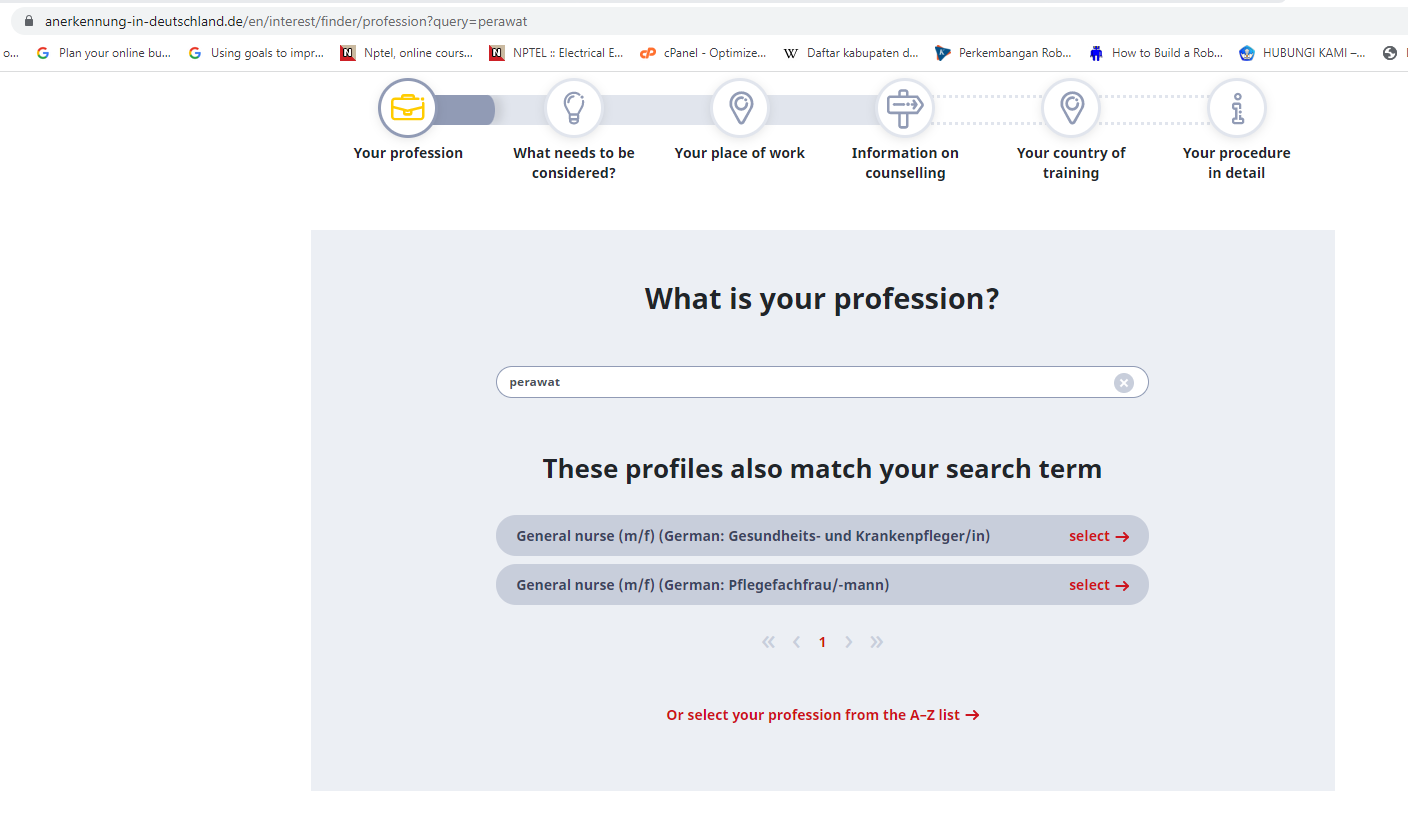 anerkennung-in-deutschland.de/en/interest/finder/profession?query=perawat
o... Plan your online bu... Using goals to impr... Nptel, online cours... NPTEL :: Electrical E... cPanel - Optimize... Daftar kabupaten d... Perkembangan Rob... How to Build a Rob... HUBUNGI KAMI –...
Your profession
What needs to be
considered?
Your place of work
Information on
counselling
Your country of
training
Your procedure
in detail
What is your profession?
perawat
These profiles also match your search term
General nurse (m/f) (German: Gesundheits- und Krankenpfleger/in) select →
General nurse (m/f) (German: Pflegefachfrau/-mann) select →
« ‹ 1 › »
Or select your profession from the A–Z list →